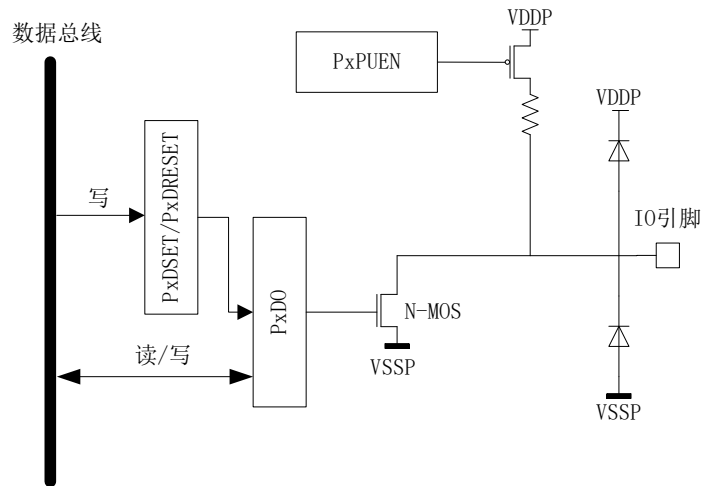 数据总线
VDDP
PxPUEN
VDDP
PxDSET/PxDRESET
写
IO引脚
PxDO
N-MOS
读/写
VSSP
VSSP